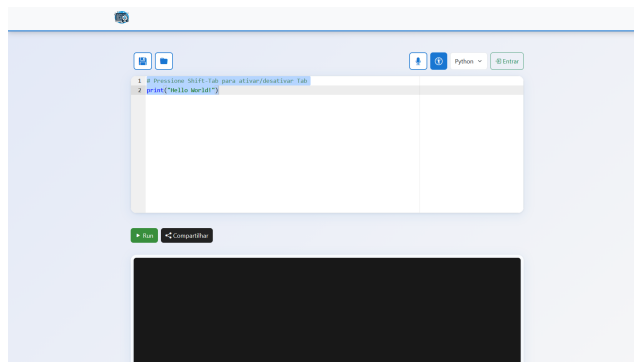 Python
Entrar
1 # Pressione Shift-Tab para ativar/desativar Tab
2 print("Hello World!")
Run
Compartilhar